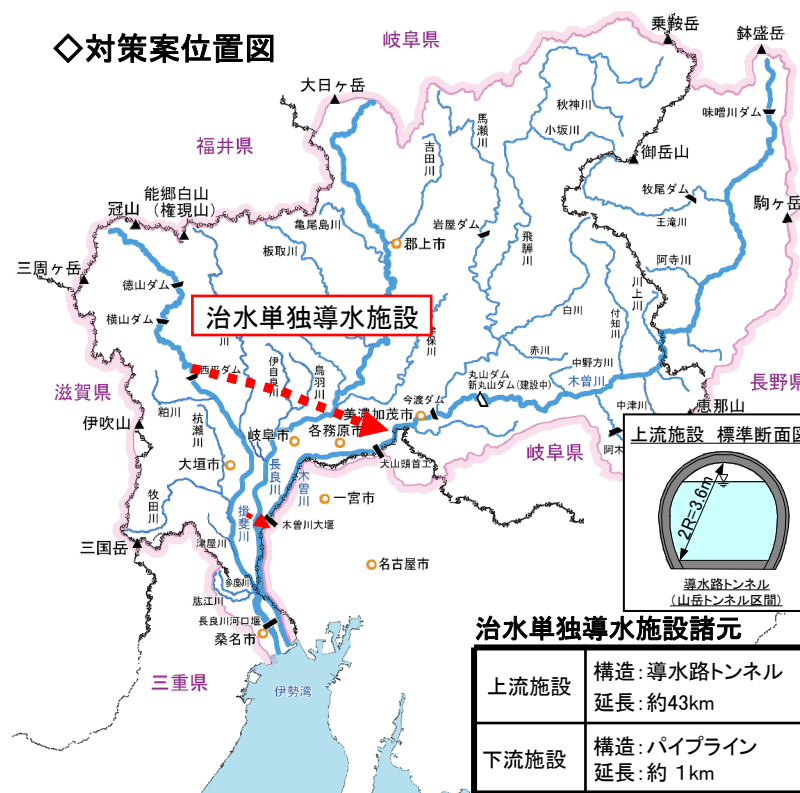 ◇対策案位置図
岐阜県
乗鞍岳
鉢盛岳
大日ヶ岳
秋神川
味噌川ダム
馬瀬川
小坂川
福井県
吉田川
御岳山
能郷白山
(権現山)
冠山
牧尾ダム
駒ヶ岳
亀尾島川
岩屋ダム
王滝川
板取川
郡上市
飛騨川
三周ヶ岳
阿寺川
徳山ダム
川上川
治水単独導水施設
横山ダム
白川
付知川
保川
伊自良川
鳥羽川
赤川
中野方川
西平ダム
丸山ダム
新丸山ダム(建設中)
木曽川
滋賀県
長野県
粕川
杭瀬川
今渡ダム
美濃加茂市
中津川
恵那山
伊吹山
岐阜市
各務原市
岐阜県
阿木
上流施設 標準断面図
大垣市
長良川
木曽川
犬山頭首工
2R=3.6m
牧田川
一宮市
揖斐川
木曽川大堰
三国岳
津屋川
名古屋市
導水路トンネル
(山岳トンネル区間)
多度川
肱江川
長良川河口堰
桑名市
三重県
伊勢湾
治水単独導水施設諸元
上流施設
構造：導水路トンネル
延長：約43km
下流施設
構造：パイプライン
延長：約 1km